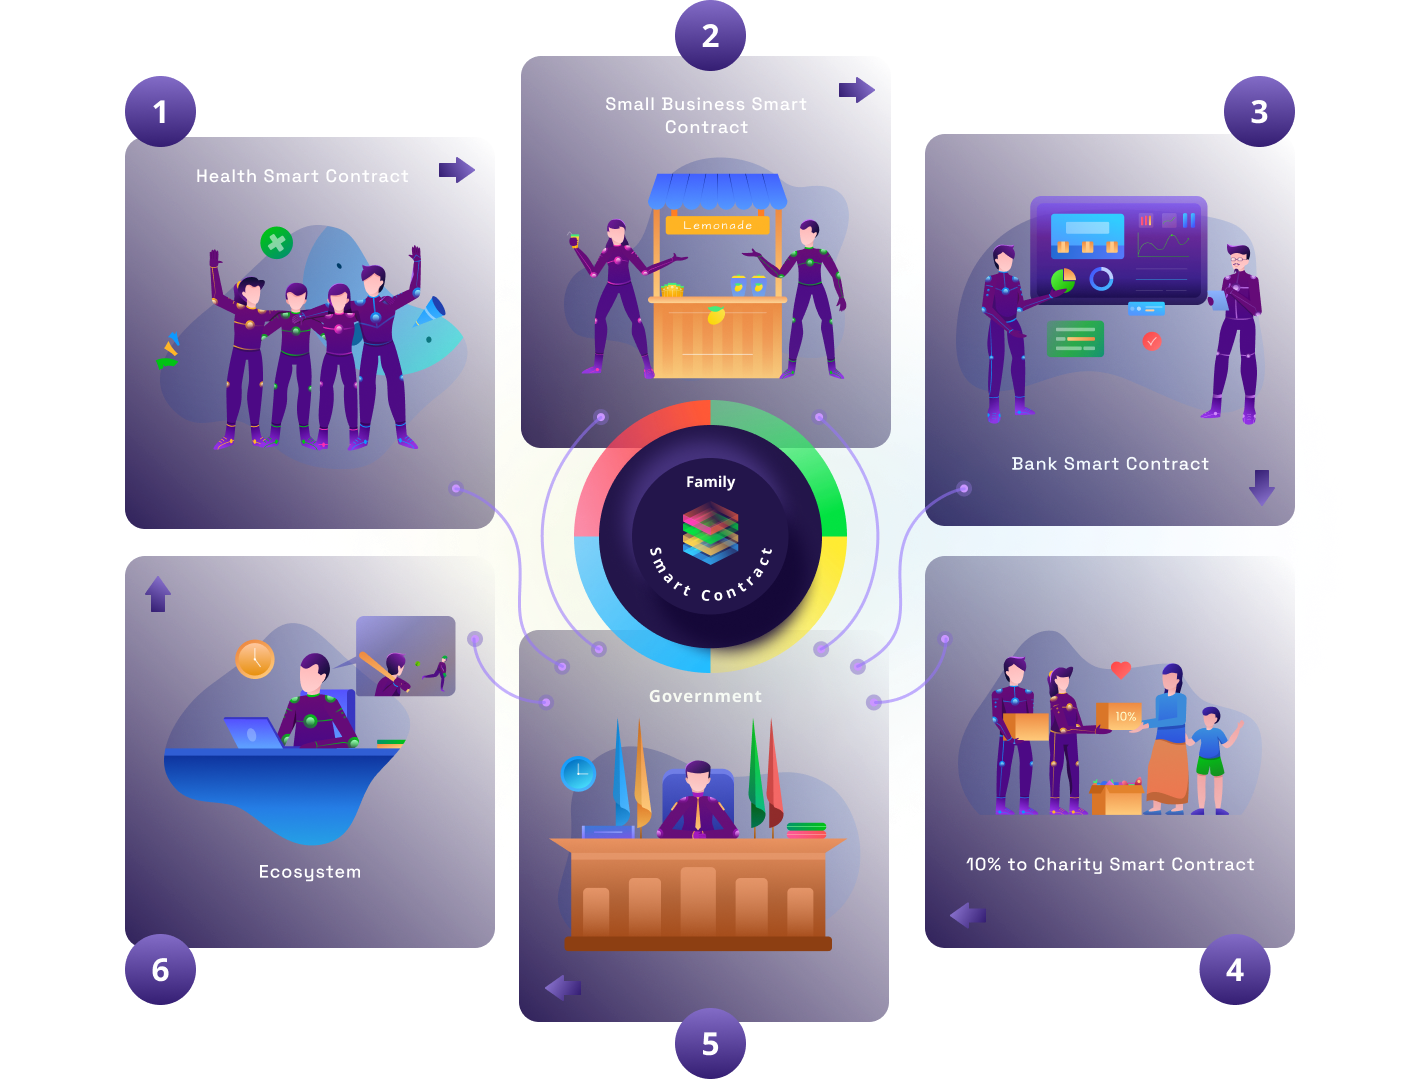 1
Health Smart Contract
2
Small Business Smart
Contract
Lemonade
3
Bank Smart Contract
Family
Smart Contract
4
10%
10% to Charity Smart Contract
5
Government
6
Ecosystem